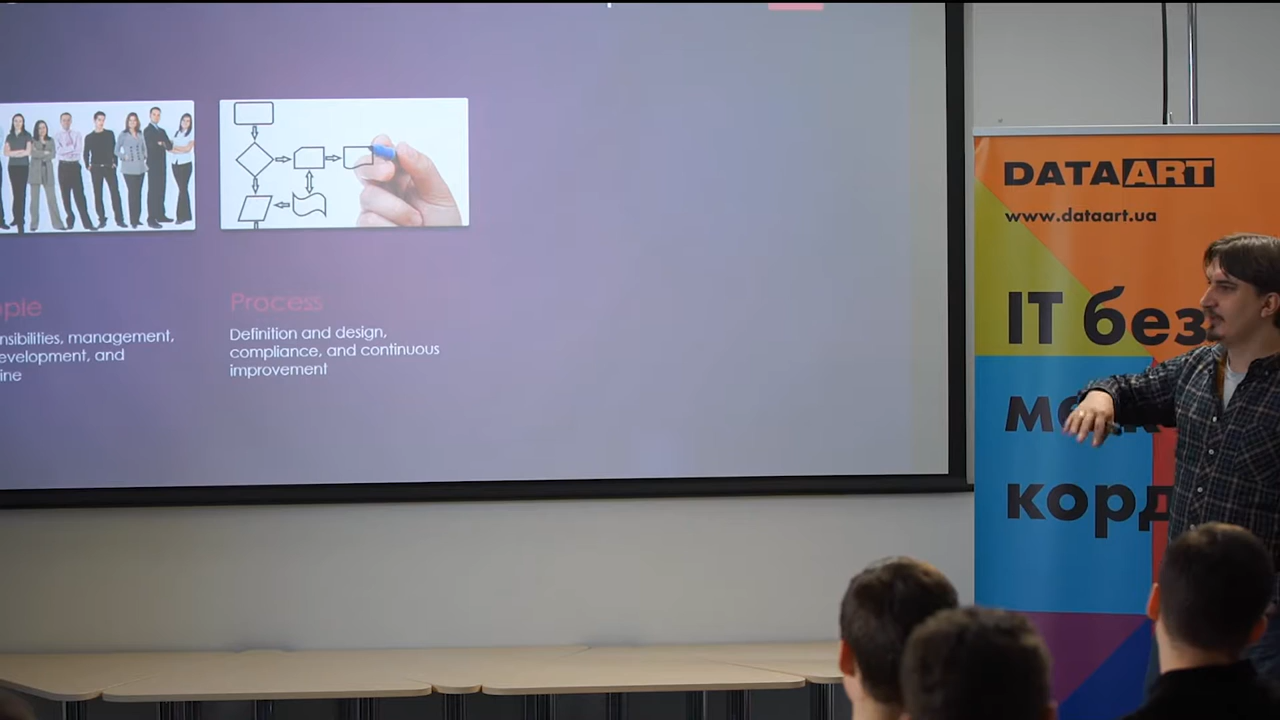 Process
nsibilities, management,
Definition and design,
evelopment, and
compliance, and continuous
ine
improvement
DATAART
www.dataart.ua
IT без
корд